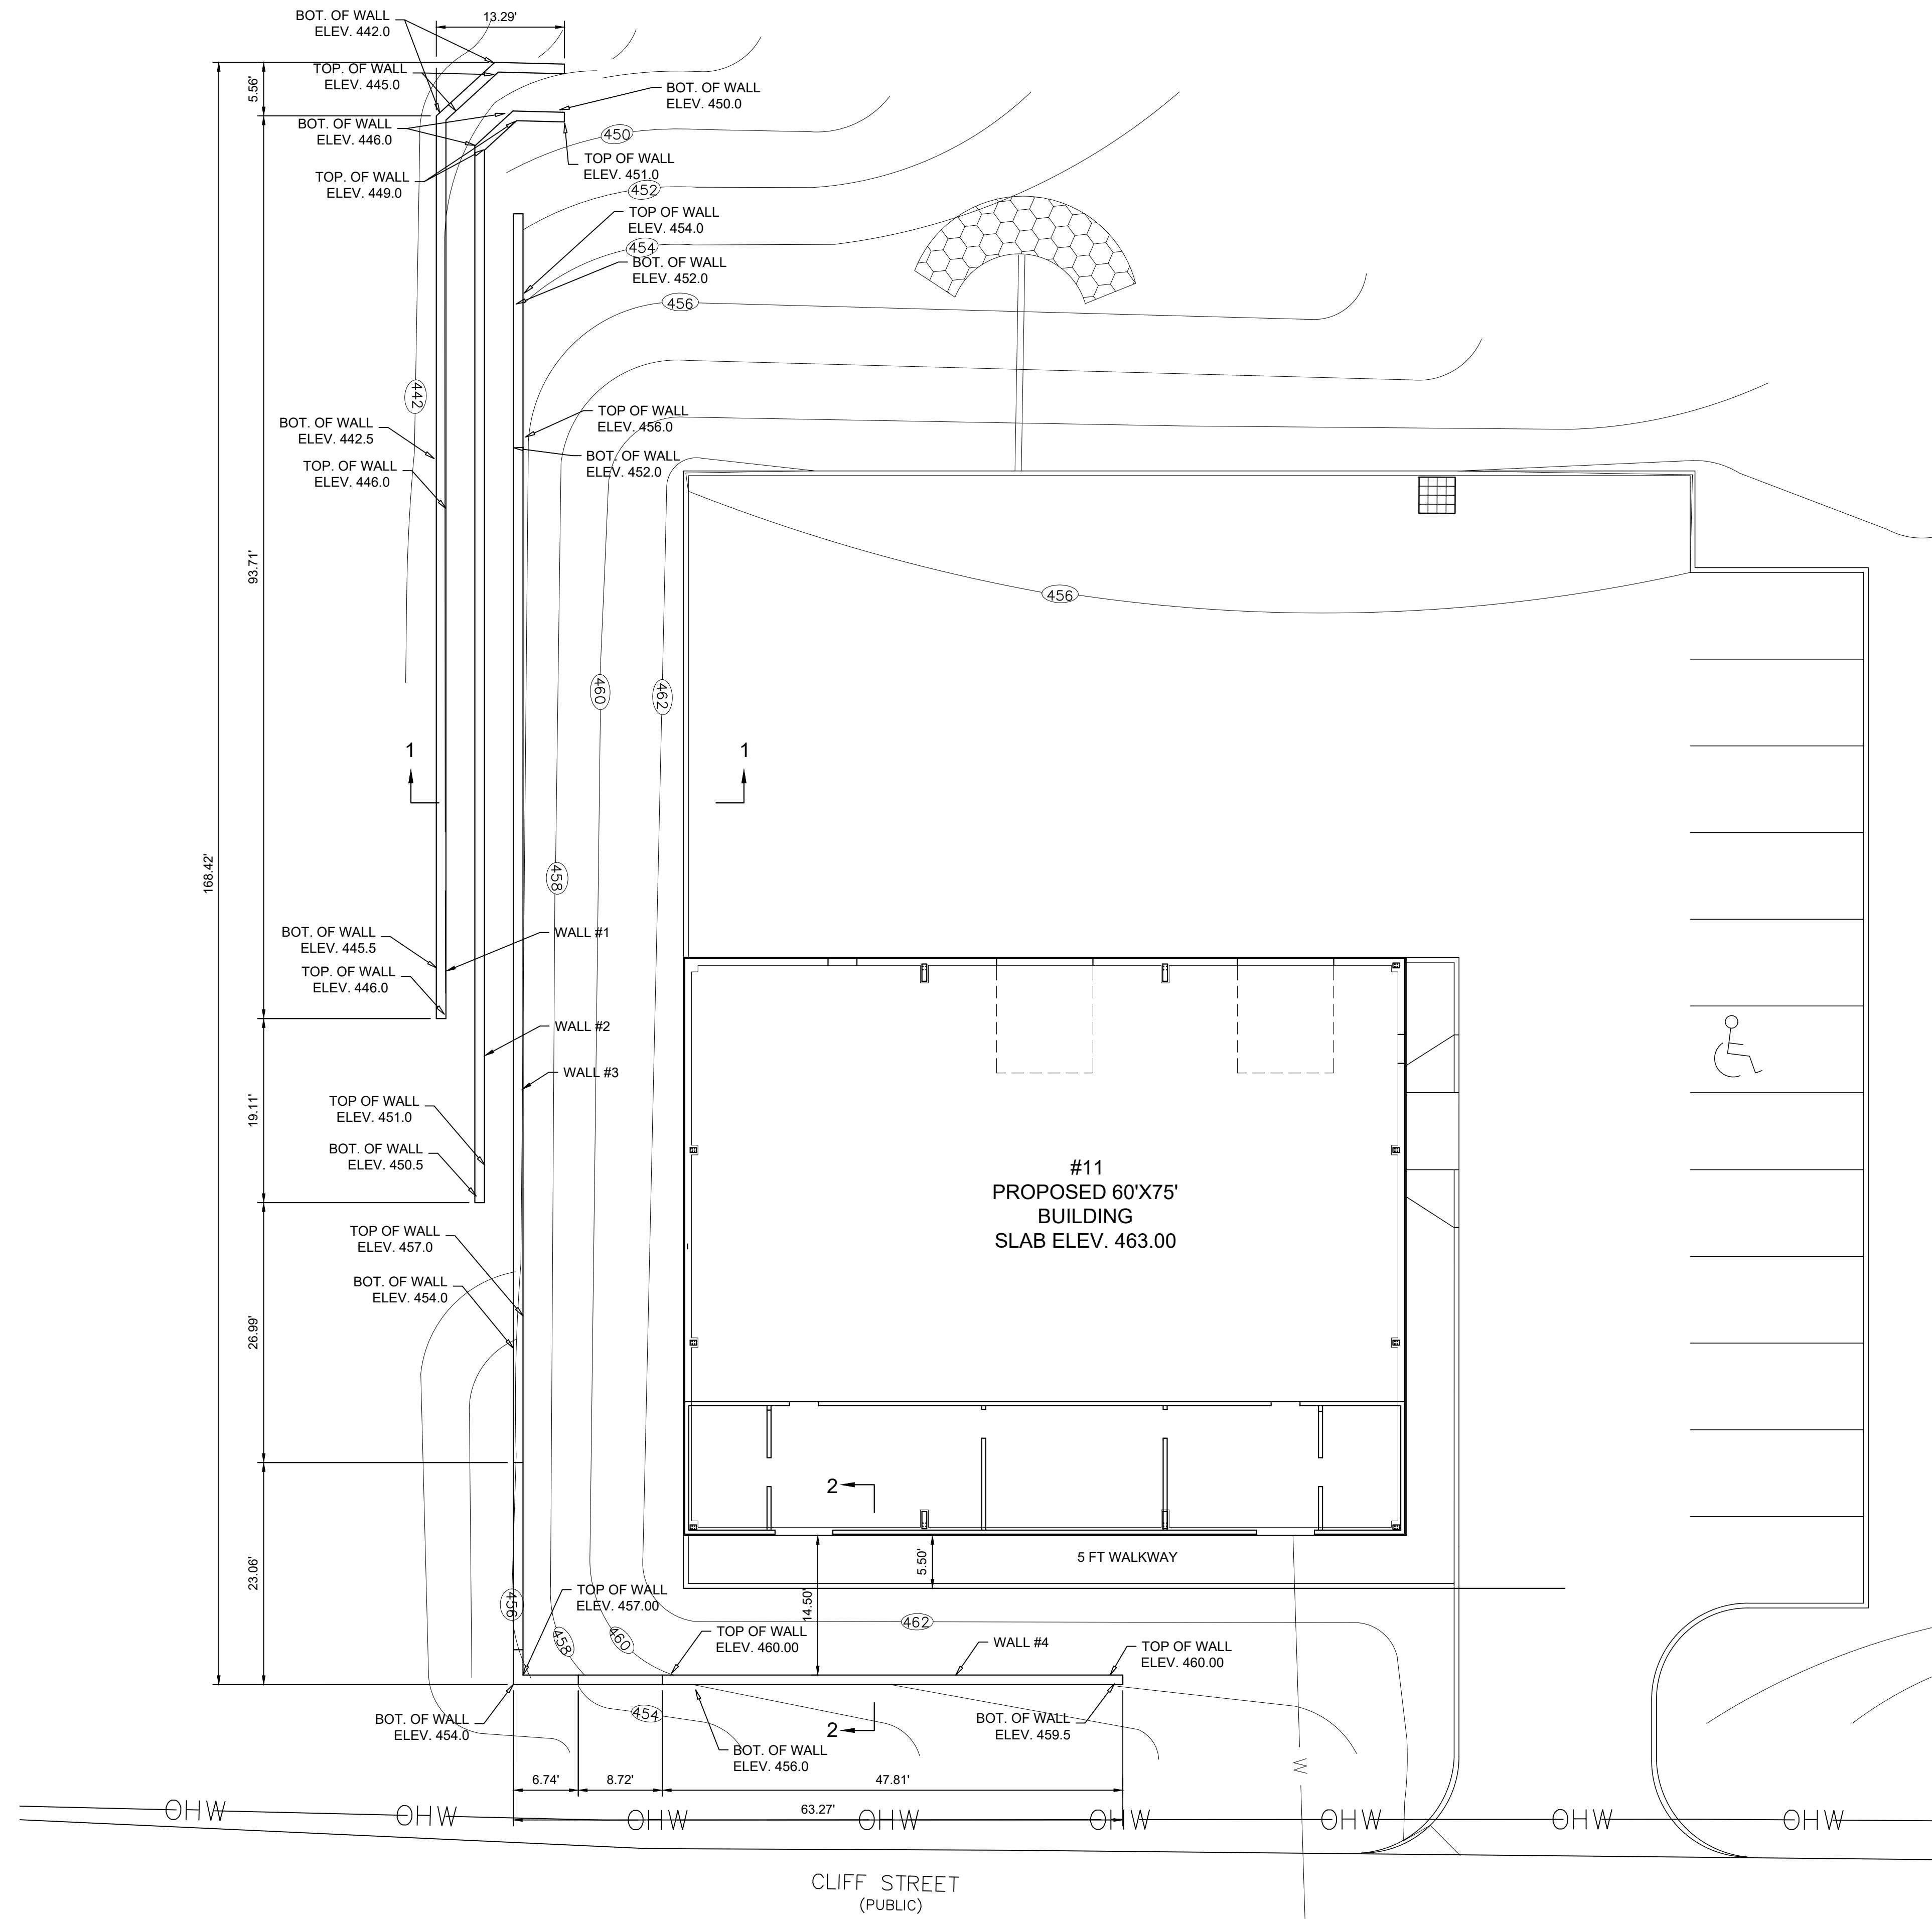 BOT. OF WALL
ELEV. 442.0
13.29'
TOP. OF WALL
ELEV. 445.0
5.56'
BOT. OF WALL
ELEV. 450.0
BOT. OF WALL
ELEV. 446.0
450
TOP OF WALL
ELEV. 451.0
TOP. OF WALL
ELEV. 449.0
452
TOP OF WALL
ELEV. 454.0
454
BOT. OF WALL
ELEV. 452.0
456
442
TOP OF WALL
ELEV. 456.0
BOT. OF WALL
ELEV. 442.5
BOT. OF WALL
ELEV. 452.0
TOP. OF WALL
ELEV. 446.0
93.71'
456
460
462
1
1
168.42'
458
BOT. OF WALL
ELEV. 445.5
WALL #1
TOP. OF WALL
ELEV. 446.0
WALL #2
WALL #3
19.11'
TOP OF WALL
ELEV. 451.0
BOT. OF WALL
ELEV. 450.5
#11
PROPOSED 60'X75'
BUILDING
SLAB ELEV. 463.00
TOP OF WALL
ELEV. 457.0
BOT. OF WALL
ELEV. 454.0
26.99'
2
23.06'
5.50'
5 FT WALKWAY
14.50'
456
TOP OF WALL
ELEV. 457.00
462
458
460
TOP OF WALL
ELEV. 460.00
WALL #4
TOP OF WALL
ELEV. 460.00
BOT. OF WALL
ELEV. 454.0
454
2
BOT. OF WALL
ELEV. 459.5
BOT. OF WALL
ELEV. 456.0
W
6.74'
8.72'
47.81'
63.27'
OHW OHW OHW OHW OHW OHW OHW OHW
CLIFF STREET
(PUBLIC)